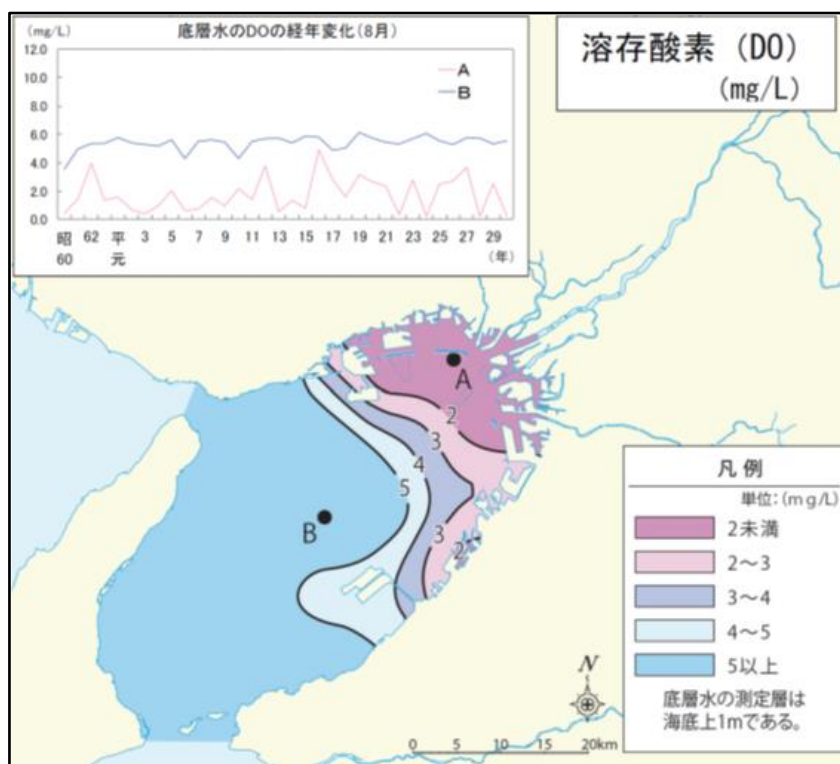 底層水のDOの経年変化(8月)
(mg/L)
12.0
10.0
8.0
6.0
4.0
2.0
0.0
A
B
昭60 62 平元 3 5 7 9 11 13 15 17 19 22 24 25 27 29
(年)
溶存酸素 (DO)
(mg/L)
A
2
3
4
5
B
3
2
凡例
単位:(mg/L)
2未満
2～3
3～4
4～5
5以上
底層水の測定層は
海底上1mである。
N
0 5 10 20km